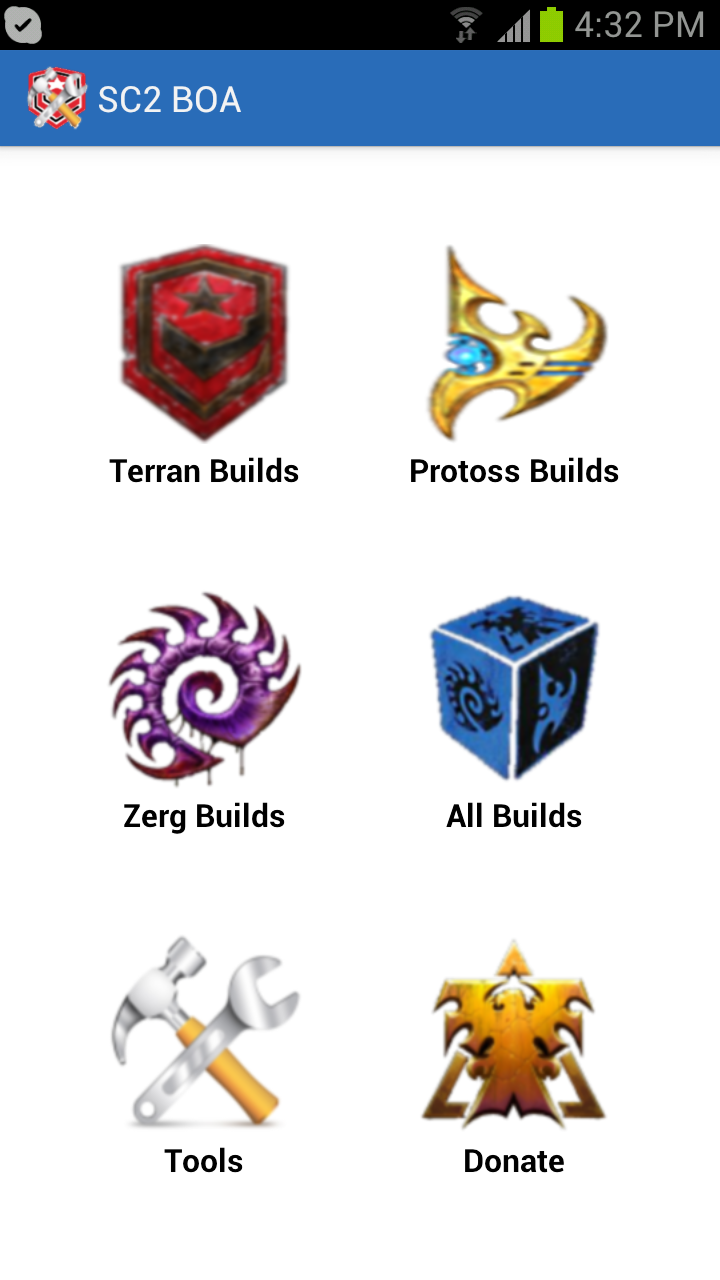 4:32 PM
SC2 BOA
Terran Builds
Protoss Builds
Zerg Builds
All Builds
Tools
Donate